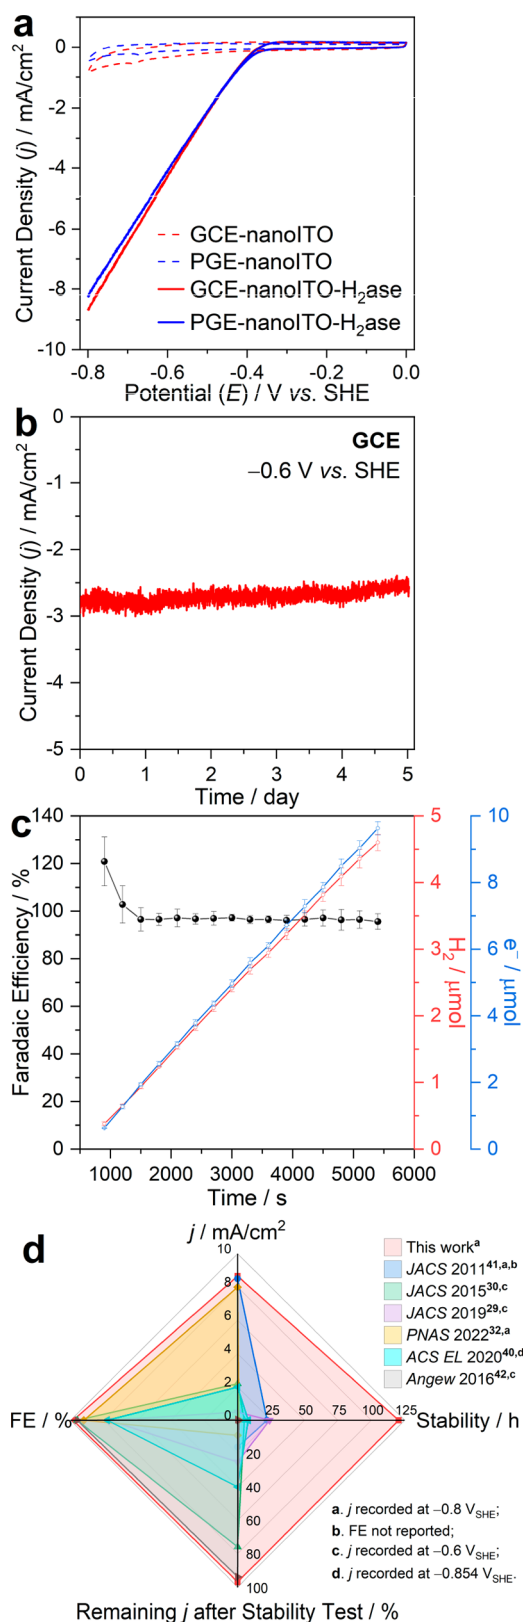 a
Current Density (j) / mA/cm²
0
-2
-4
-6
-8
-10
GCE-nanoITO
PGE-nanoITO
GCE-nanoITO-H₂ase
PGE-nanoITO-H₂ase
-0.8 -0.6 -0.4 -0.2 0.0
Potential (E) / V vs. SHE
b
Current Density (j) / mA/cm²
0
-1
-2
-3
-4
-5
GCE
–0.6 V vs. SHE
0 1 2 3 4 5
Time / day
c
Faradaic Efficiency / %
140
120
100
80
60
40
20
0
5
4
3
2
1
0
H₂ / μmol
10
8
6
4
2
0
e⁻ / μmol
1000 2000 3000 4000 5000 6000
Time / s
d
j / mA/cm²
10
8
6
4
2
0
25 50 75 100 125
20
40
60
80
100
FE / %
Stability / h
Remaining j after Stability Test / %
This workᵃ
JACS 2011⁴¹,ᵃ,ᵇ
JACS 2015³⁰,ᶜ
JACS 2019²⁹,ᶜ
PNAS 2022³²,ᵃ
ACS EL 2020⁴⁰,ᵈ
Angew 2016⁴²,ᶜ
a. j recorded at –0.8 V_SHE;
b. FE not reported;
c. j recorded at –0.6 V_SHE;
d. j recorded at –0.854 V_SHE.